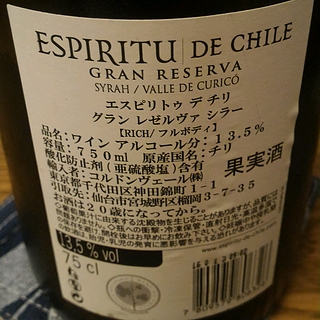 ESPIRITU DE CHILE
GRAN RESERVA
SYRAH / VALLE DE CURICÓ
エスピリトゥ デ チリ
グラン レゼルヴァ シラー
【RICH/フルボディ】
品名:ワイン アルコール分:13.5%
容量:750ml 原産国名:チリ
酸化防止剤(亜硫酸塩)含有 果実酒
輸入者:コルドンヴェール㈱
東京都千代田区神田錦町1-1
引取先:仙台市宮城野区榴岡3-7-35
お酒は20歳になってから。
13,5% vol
75 cl